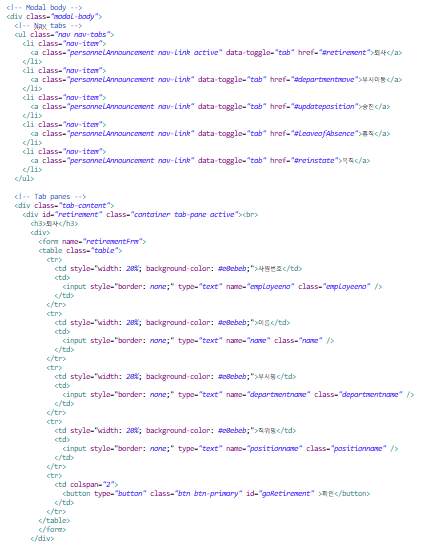 <!-- Modal body -->
<div class="modal-body">
<!-- Nav tabs -->
<ul class="nav nav-tabs">
<li class="nav-item">
<a class="personnelAnnouncement nav-link active" data-toggle="tab" href="#retirement">퇴사</a>
</li>
<li class="nav-item">
<a class="personnelAnnouncement nav-link" data-toggle="tab" href="#departmentmove">부서이동</a>
</li>
<li class="nav-item">
<a class="personnelAnnouncement nav-link" data-toggle="tab" href="#updateposition">승진</a>
</li>
<li class="nav-item">
<a class="personnelAnnouncement nav-link" data-toggle="tab" href="#LeaveofAbsence">휴직</a>
</li>
<li class="nav-item">
<a class="personnelAnnouncement nav-link" data-toggle="tab" href="#reinstate">복직</a>
</li>
</ul>
<!-- Tab panes -->
<div class="tab-content">
<div id="retirement" class="container tab-pane active"><br>
<h3>퇴사</h3>
<div>
<form name="retirementFrm">
<table class="table">
<tr>
<td style="width: 20%; background-color: #e0ebeb;">사원번호</td>
<td>
<input style="border: none;" type="text" name="employeeno" class="employeeno" />
</td>
</tr>
<tr>
<td style="width: 20%; background-color: #e0ebeb;">이름</td>
<td>
<input style="border: none;" type="text" name="name" class="name" />
</td>
</tr>
<tr>
<td style="width: 20%; background-color: #e0ebeb;">부서명</td>
<td>
<input style="border: none;" type="text" name="departmentname" class="departmentname" />
</td>
</tr>
<tr>
<td style="width: 20%; background-color: #e0ebeb;">직위명</td>
<td>
<input style="border: none;" type="text" name="positionname" class="positionname" />
</td>
</tr>
<tr>
<td colspan="2">
<button type="button" class="btn btn-primary" id="goRetirement" >확인</button>
</td>
</tr>
</table>
</form>
</div>